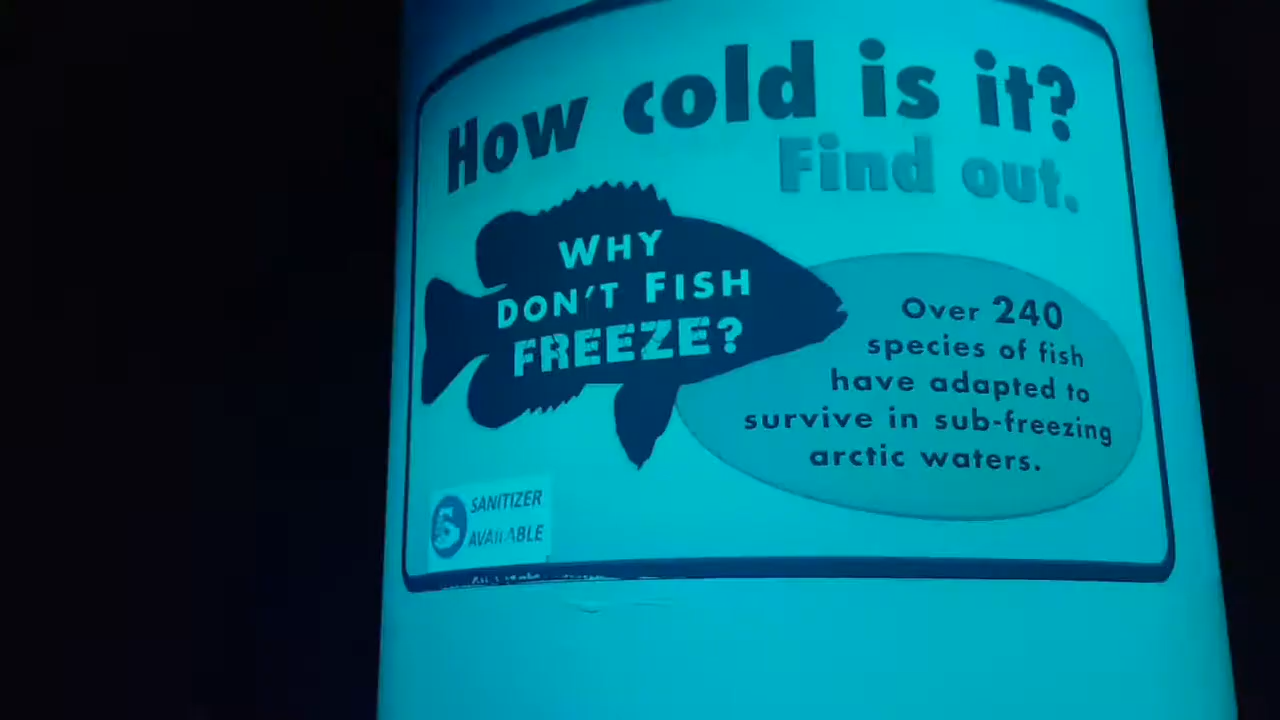 How cold is it?
Find out.
WHY
DON'T FISH
FREEZE?
Over 240
species of fish
have adapted to
survive in sub-freezing
arctic waters.
SANITIZER
AVAILABLE